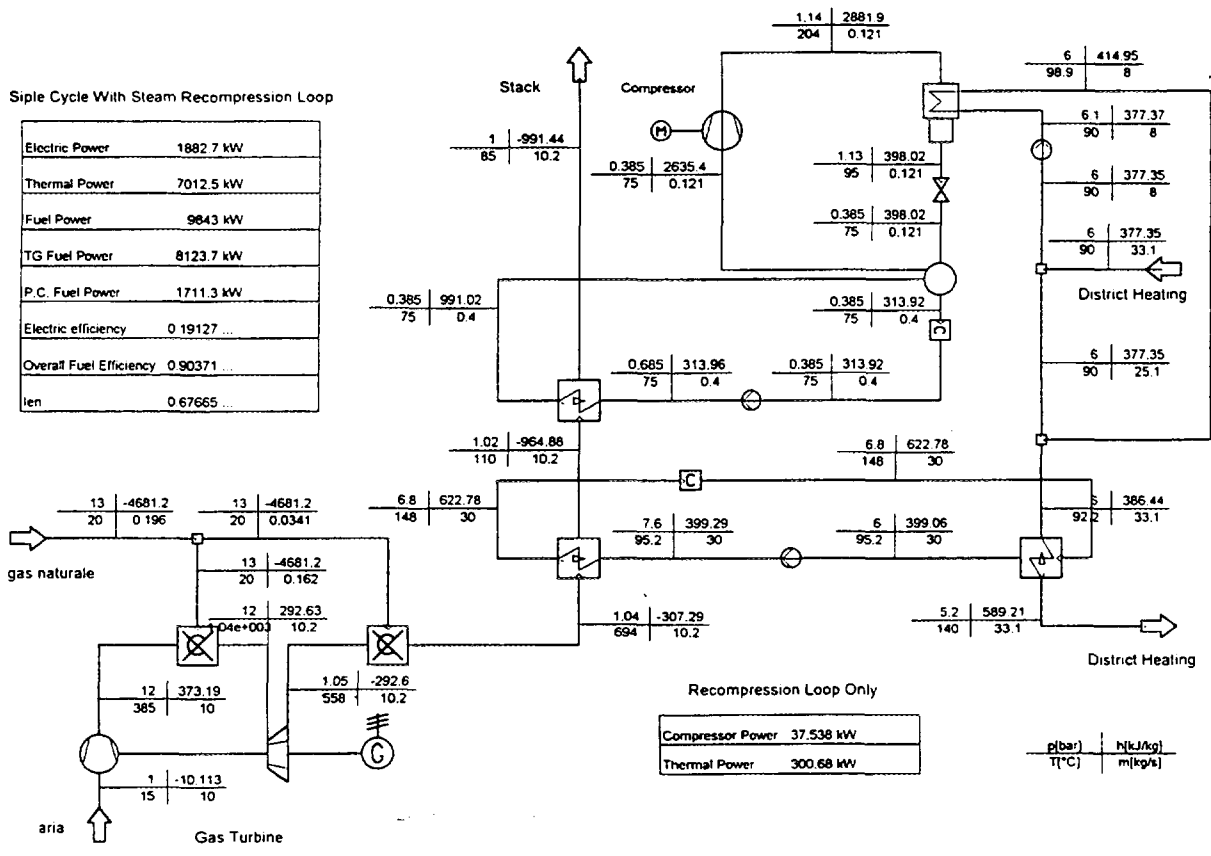 1.14 2881.9
204 0.121
6 414.95
98.9 8
Stack
Compressor
Siple Cycle With Steam Recompression Loop
Electric Power 1882.7 kW
Thermal Power 7012.5 kW
Fuel Power 9843 kW
TG Fuel Power 8123.7 kW
P.C. Fuel Power 1711.3 kW
Electric efficiency 0.19127 ...
Overall Fuel Efficiency 0.90371 ...
Ien 0.67665 ...
M
1 -991.44
85 10.2
0.385 2635.4
75 0.121
1.13 398.02
95 0.121
6.1 377.37
90 8
6 377.35
90 8
0.385 398.02
75 0.121
6 377.35
90 33.1
District Heating
0.385 991.02
75 0.4
0.385 313.92
75 0.4
C
0.685 313.96
75 0.4
0.385 313.92
75 0.4
6 377.35
90 25.1
1.02 -964.88
110 10.2
6.8 622.78
148 30
C
13 -4681.2
20 0.196
13 -4681.2
20 0.0341
6.8 622.78
148 30
6 386.44
92.2 33.1
7.6 399.29
95.2 30
6 399.06
95.2 30
gas naturale
13 -4681.2
20 0.162
12 292.63
1.04e+003 10.2
1.04 -307.29
694 10.2
5.2 589.21
140 33.1
District Heating
12 373.19
385 10
1.05 -292.6
558 10.2
G
Recompression Loop Only
Compressor Power 37.538 kW
Thermal Power 300.68 kW
p[bar] h[kJ/kg]
T[°C] m[kg/s]
1 -10.113
15 10
aria
Gas Turbine